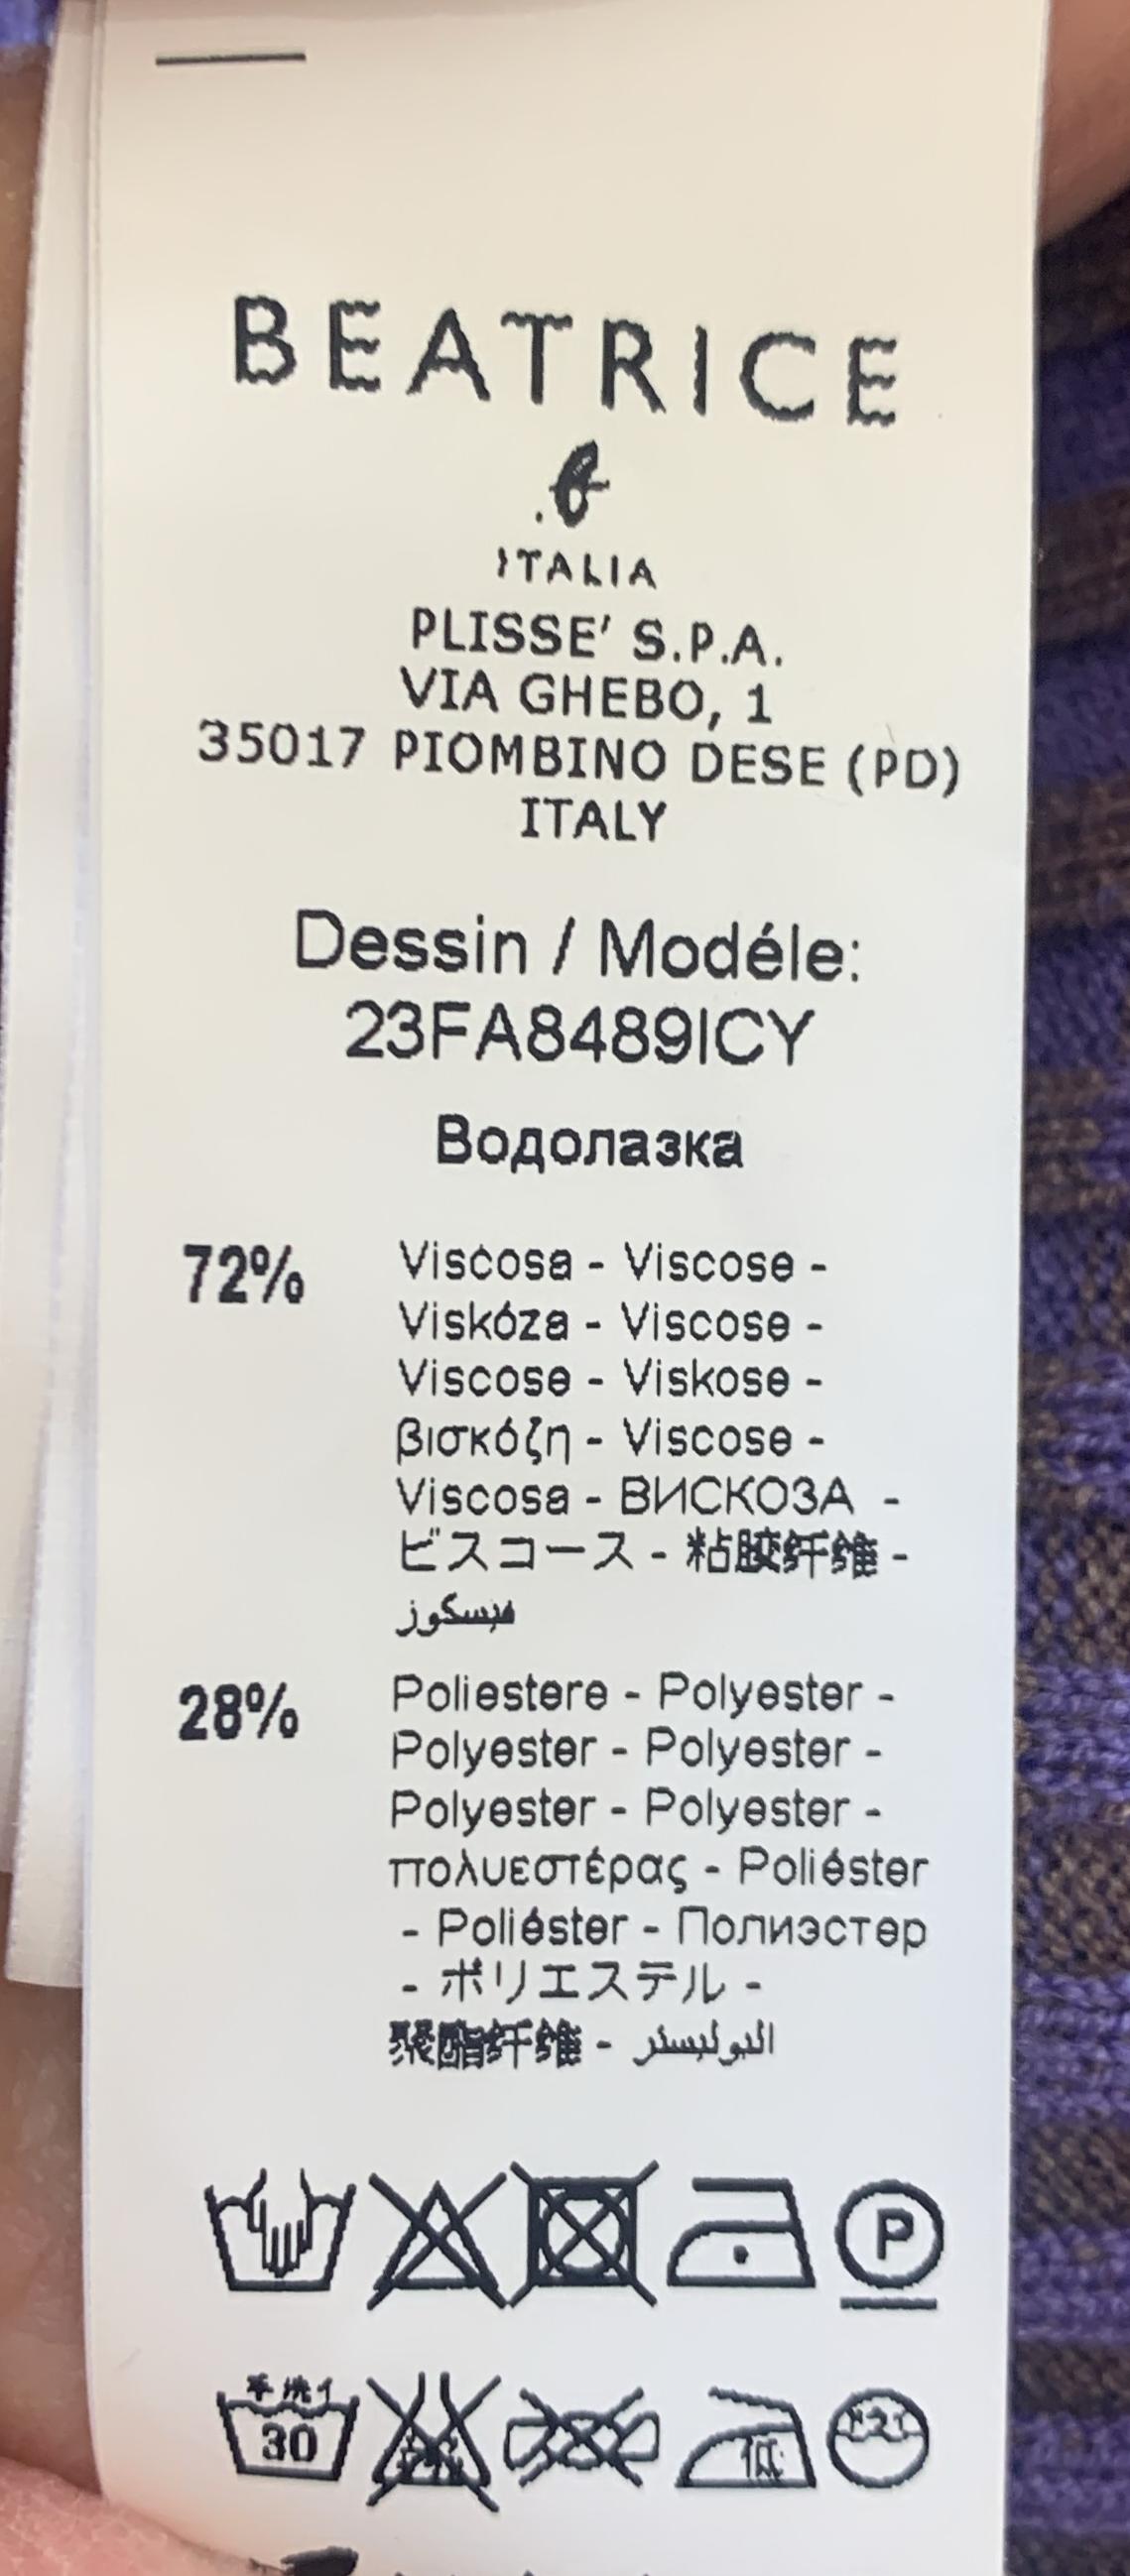 BEATRICE
.b
ITALIA
PLISSE' S.P.A.
VIA GHEBO, 1
35017 PIOMBINO DESE (PD)
ITALY
Dessin / Modéle:
23FA8489ICY
Водолазка
72% Viscosa - Viscose -
Viskóza - Viscose -
Viscose - Viskose -
βισκόζη - Viscose -
Viscosa - ВИСКОЗА -
ビスコース - 粘胶纤维 -
فيسكوز
28% Poliestere - Polyester -
Polyester - Polyester -
Polyester - Polyester -
πολυεστέρας - Poliéster
- Poliéster - Полиэстер
- ポリエステル -
聚酯纤维 - البوليستر
P
手洗イ
30
低